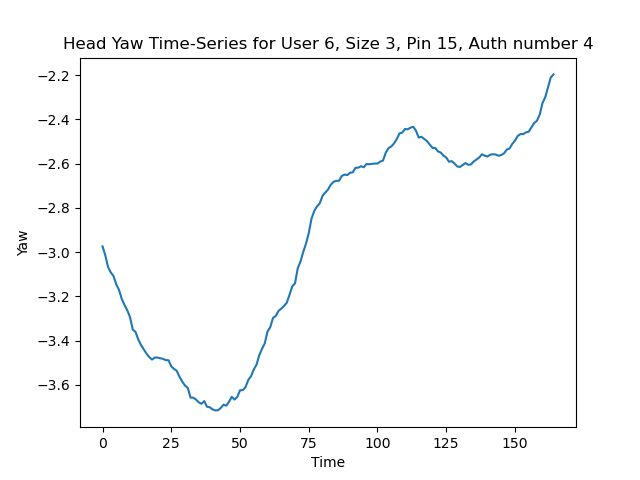 Head Yaw Time-Series for User 6, Size 3, Pin 15, Auth number 4
−2.2
−2.4
−2.6
−2.8
−3.0
−3.2
−3.4
−3.6
Yaw
0 25 50 75 100 125 150
Time